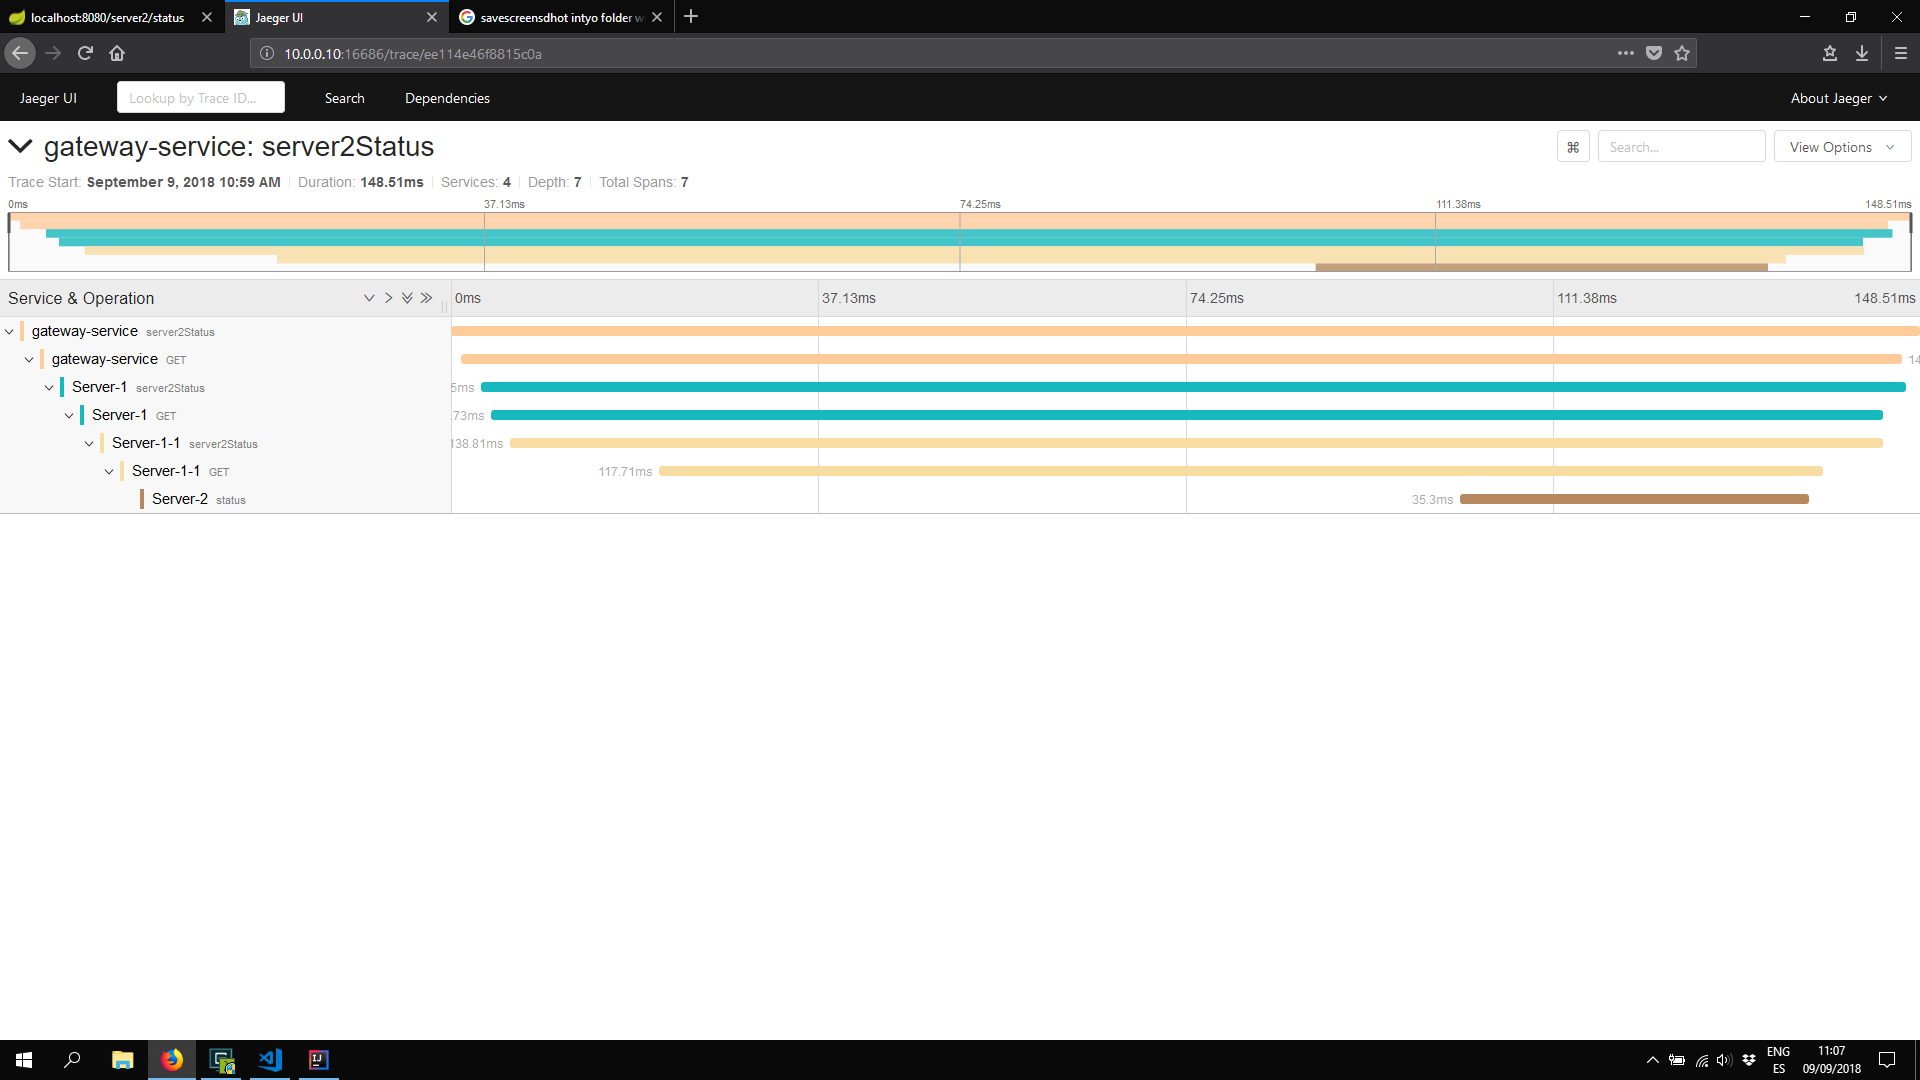 localhost:8080/server2/status
Jaeger UI
savescreensdhot intyo folder w
10.0.0.10:16686/trace/ee114e46f8815c0a
Jaeger UI
Lookup by Trace ID...
Search
Dependencies
About Jaeger
gateway-service: server2Status
⌘
Search...
View Options
Trace Start: September 9, 2018 10:59 AM Duration: 148.51ms Services: 4 Depth: 7 Total Spans: 7
0ms 37.13ms 74.25ms 111.38ms 148.51ms
Service & Operation 0ms 37.13ms 74.25ms 111.38ms 148.51ms
gateway-service server2Status
gateway-service GET 14
Server-1 server2Status 5ms
Server-1 GET .73ms
Server-1-1 server2Status 138.81ms
Server-1-1 GET 117.71ms
Server-2 status 35.3ms
ENG 11:07
ES 09/09/2018